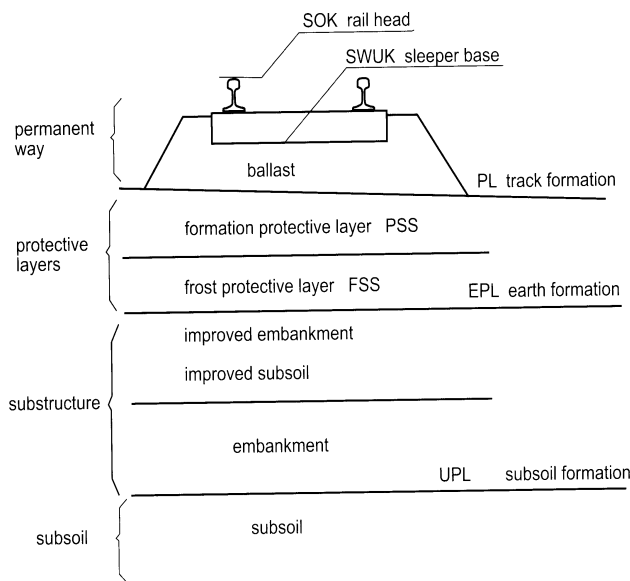 SOK rail head
SWUK sleeper base
permanent
way
ballast
PL track formation
formation protective layer PSS
protective
layers
frost protective layer FSS
EPL earth formation
improved embankment
improved subsoil
substructure
embankment
UPL subsoil formation
subsoil
subsoil